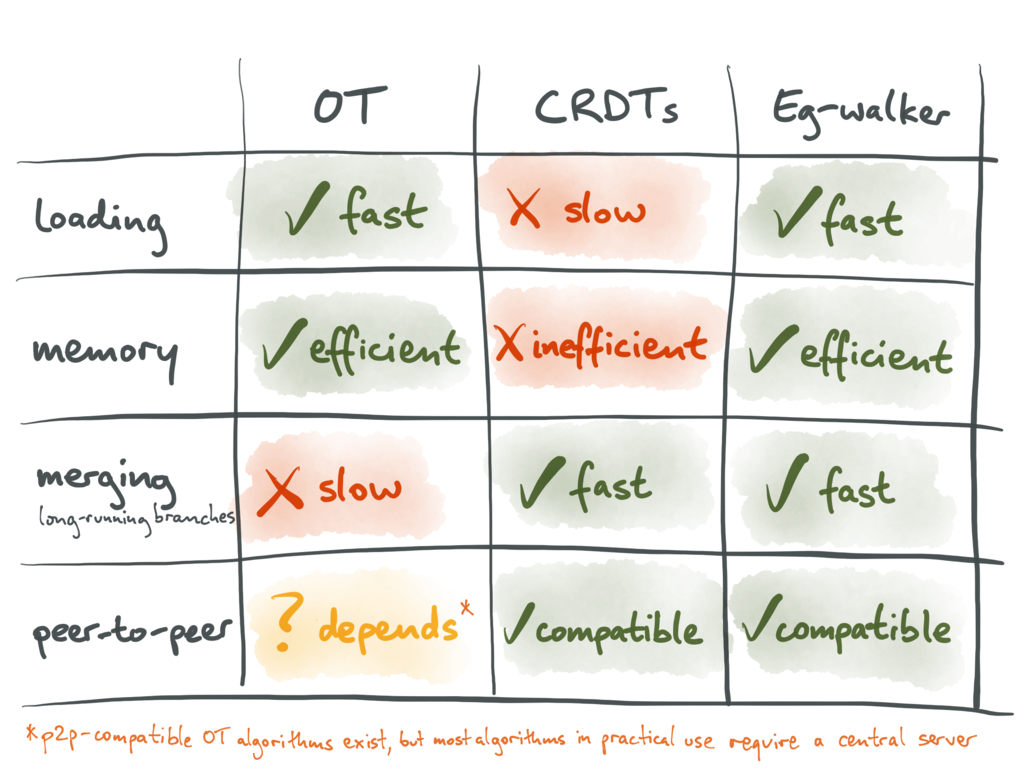 OT CRDTs Eg-walker
loading ✓ fast ✗ slow ✓ fast
memory ✓ efficient ✗ inefficient ✓ efficient
merging ✗ slow ✓ fast ✓ fast
long-running branches
peer-to-peer ? depends* ✓ compatible ✓ compatible
*p2p-compatible OT algorithms exist, but most algorithms in practical use require a central server